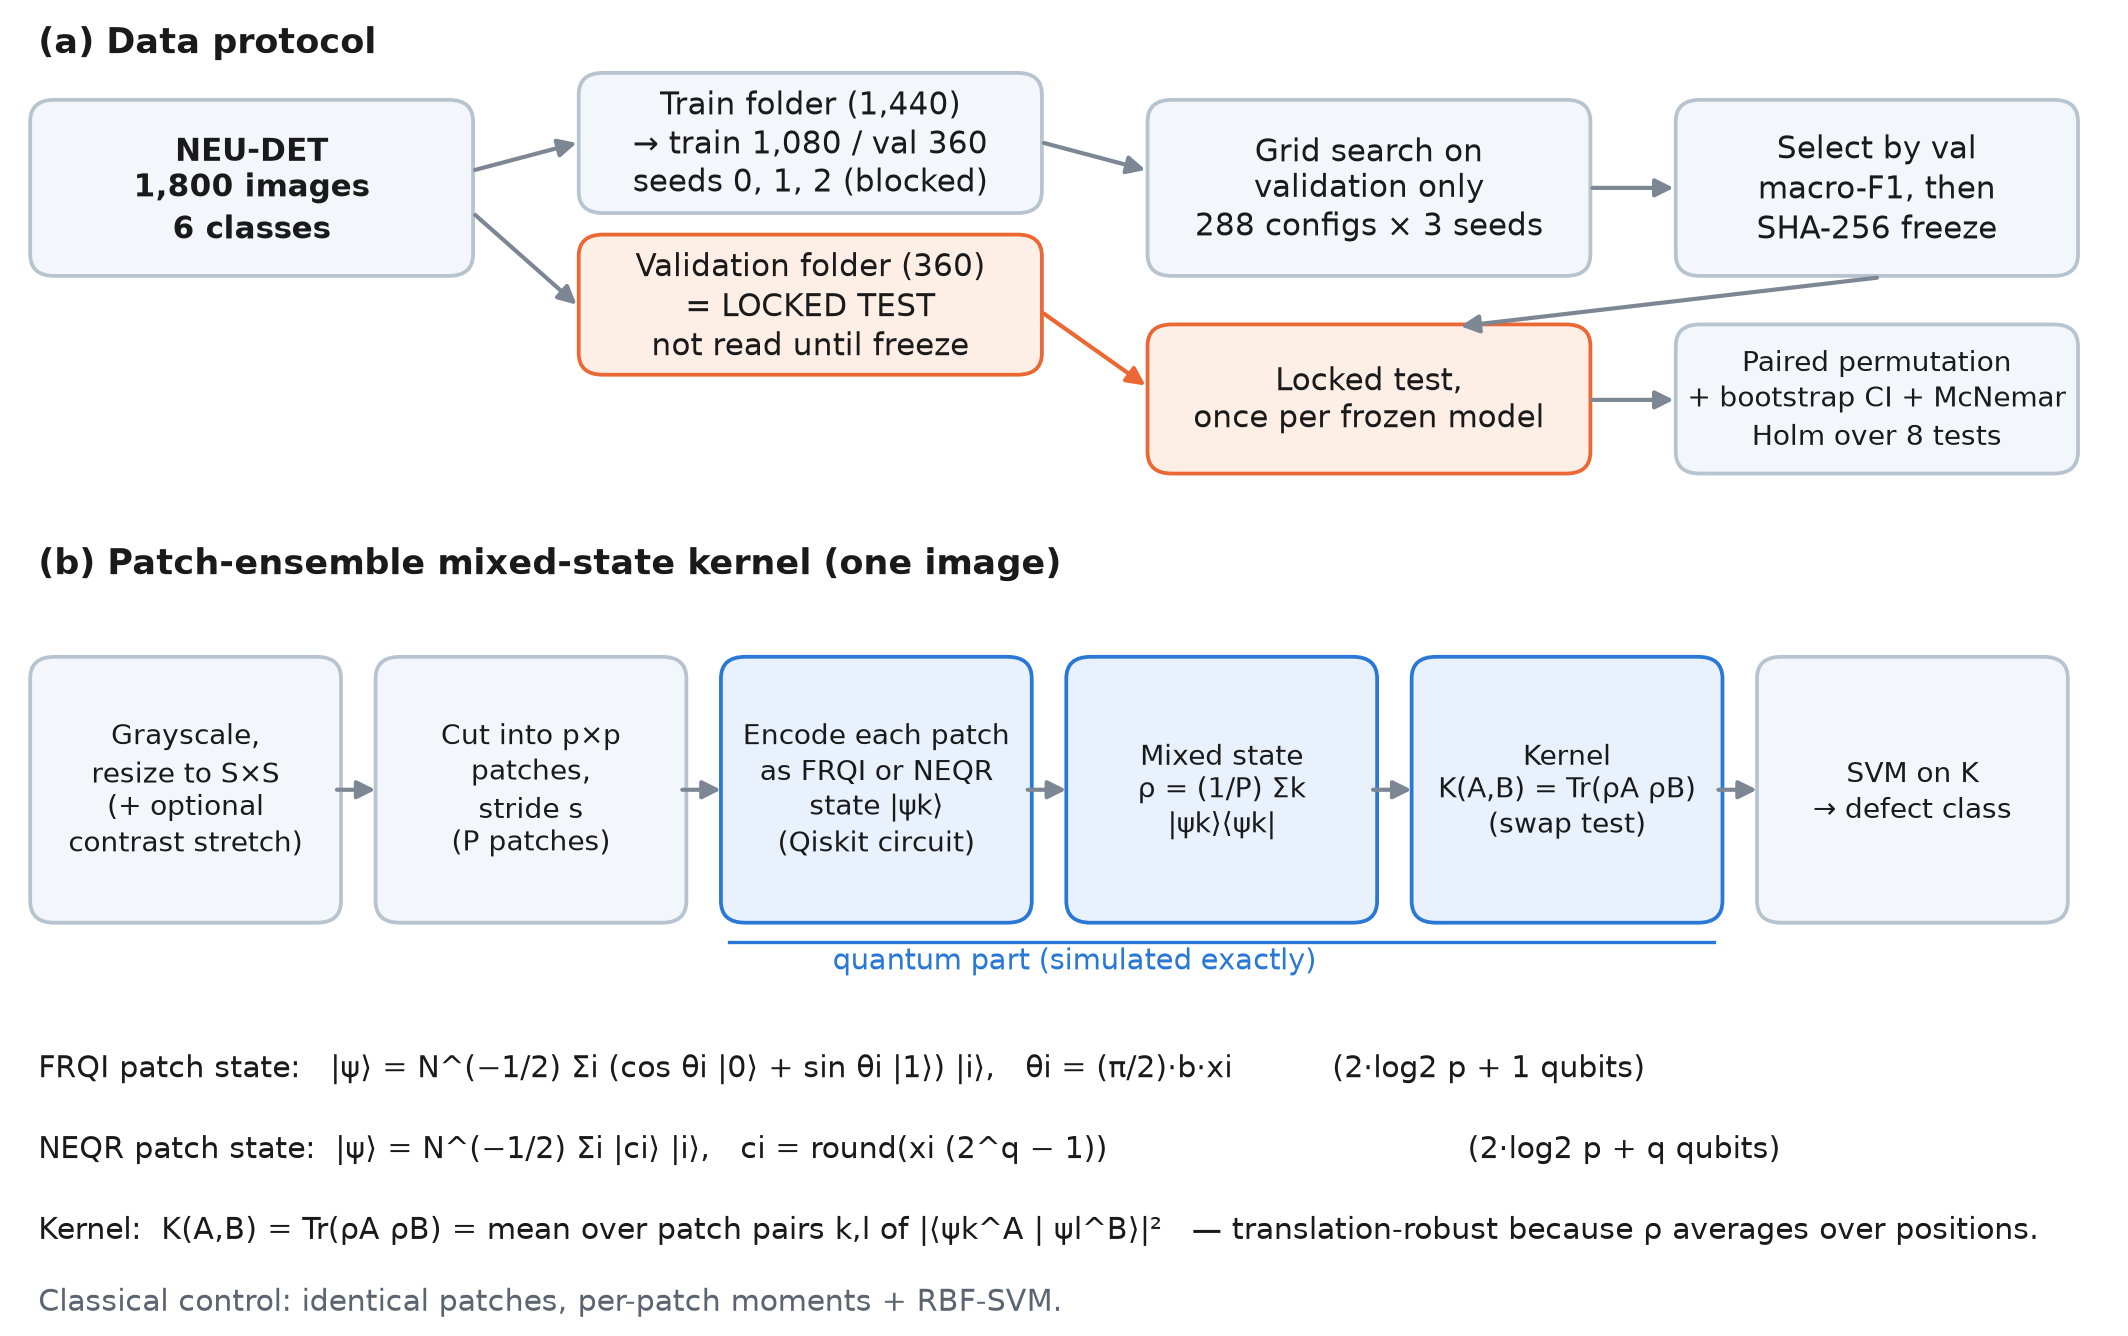 (a) Data protocol
NEU-DET
1,800 images
6 classes
Train folder (1,440)
→ train 1,080 / val 360
seeds 0, 1, 2 (blocked)
Validation folder (360)
= LOCKED TEST
not read until freeze
Grid search on
validation only
288 configs × 3 seeds
Select by val
macro-F1, then
SHA-256 freeze
Locked test,
once per frozen model
Paired permutation
+ bootstrap CI + McNemar
Holm over 8 tests
(b) Patch-ensemble mixed-state kernel (one image)
Grayscale,
resize to S×S
(+ optional
contrast stretch)
Cut into p×p
patches,
stride s
(P patches)
Encode each patch
as FRQI or NEQR
state |ψk⟩
(Qiskit circuit)
Mixed state
ρ = (1/P) Σk
|ψk⟩⟨ψk|
Kernel
K(A,B) = Tr(ρA ρB)
(swap test)
SVM on K
→ defect class
quantum part (simulated exactly)
FRQI patch state: |ψ⟩ = N^(−1/2) Σi (cos θi |0⟩ + sin θi |1⟩) |i⟩, θi = (π/2)·b·xi (2·log2 p + 1 qubits)
NEQR patch state: |ψ⟩ = N^(−1/2) Σi |ci⟩ |i⟩, ci = round(xi (2^q − 1)) (2·log2 p + q qubits)
Kernel: K(A,B) = Tr(ρA ρB) = mean over patch pairs k,l of |⟨ψk^A | ψl^B⟩|² — translation-robust because ρ averages over positions.
Classical control: identical patches, per-patch moments + RBF-SVM.